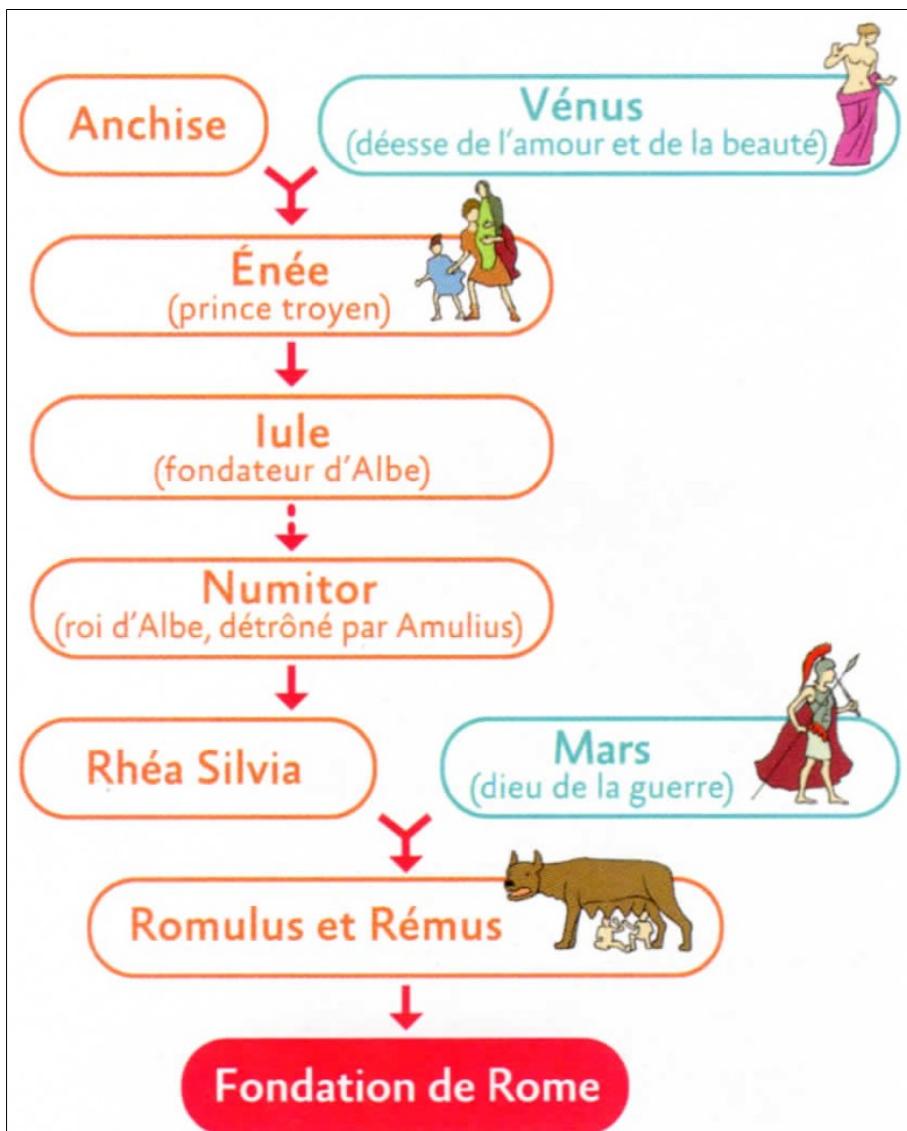 Anchise
Vénus
(déesse de l'amour et de la beauté)
Énée
(prince troyen)
Iule
(fondateur d'Albe)
Numitor
(roi d'Albe, détrôné par Amulius)
Rhéa Silvia
Mars
(dieu de la guerre)
Romulus et Rémus
Fondation de Rome